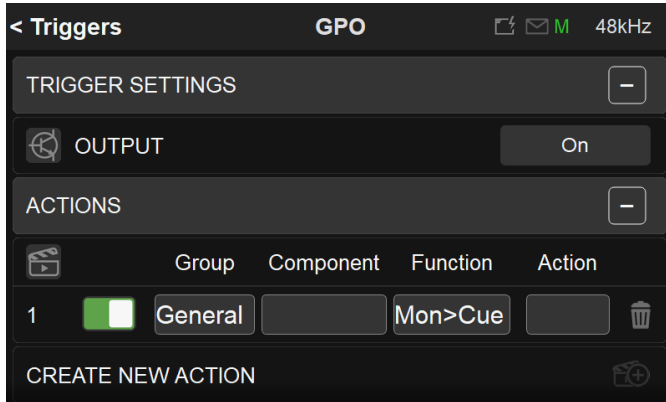 < Triggers GPO M 48kHz
TRIGGER SETTINGS −
OUTPUT On
ACTIONS −
Group Component Function Action
1 General Mon>Cue
CREATE NEW ACTION